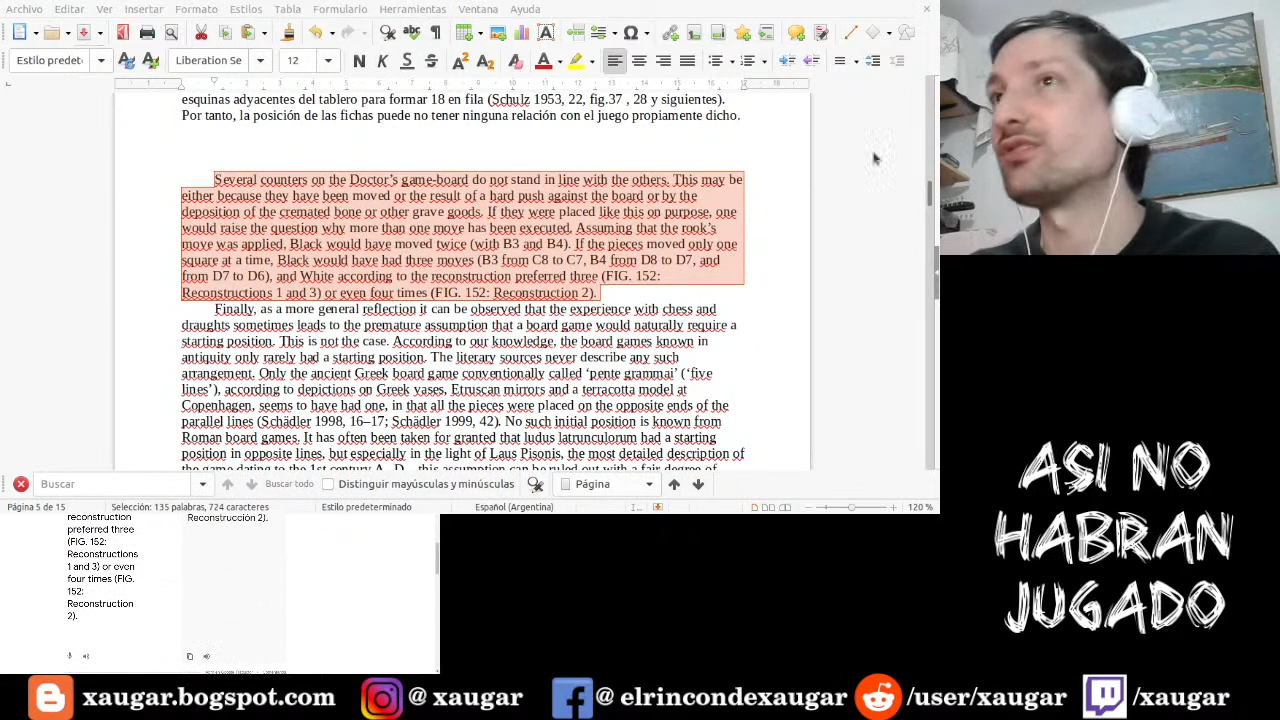 Archivo Editar Ver Insertar Formato Estilos Tabla Formulario Herramientas Ventana Ayuda
Estilo predet
Liberation Se
12
N K S S A2 A2
esquinas adyacentes del tablero para formar 18 en fila (Schulz 1953, 22, fig.37 , 28 y siguientes).
Por tanto, la posición de las fichas puede no tener ninguna relación con el juego propiamente dicho.
Several counters on the Doctor's game-board do not stand in line with the others. This may be
either because they have been moved or the result of a hard push against the board or by the
deposition of the cremated bone or other grave goods. If they were placed like this on purpose, one
would raise the question why more than one move has been executed. Assuming that the rook's
move was applied, Black would have moved twice (with B3 and B4). If the pieces moved only one
square at a time, Black would have had three moves (B3 from C8 to C7, B4 from D8 to D7, and
from D7 to D6), and White according to the reconstruction preferred three (FIG. 152:
Reconstructions 1 and 3) or even four times (FIG. 152: Reconstruction 2).
Finally, as a more general reflection it can be observed that the experience with chess and
draughts sometimes leads to the premature assumption that a board game would naturally require a
starting position. This is not the case. According to our knowledge, the board games known in
antiquity only rarely had a starting position. The literary sources never describe any such
arrangement. Only the ancient Greek board game conventionally called 'pente grammai' ('five
lines'), according to depictions on Greek vases, Etruscan mirrors and a terracotta model at
Copenhagen, seems to have had one, in that all the pieces were placed on the opposite ends of the
parallel lines (Schädler 1998, 16–17; Schädler 1999, 42). No such initial position is known from
Roman board games. It has often been taken for granted that ludus latrunculorum had a starting
position in opposite lines, but especially in the light of Laus Pisonis, the most detailed description of
the game dating to the 1st century A. D., this assumption can be ruled out with a fair degree of
Buscar
Buscar todo
Distinguir mayúsculas y minúsculas
Página
Página 5 de 15
Selección: 135 palabras, 724 caracteres
Estilo predeterminado
Español (Argentina)
120 %
reconstruction
preferred three
(FIG. 152:
Reconstructions
1 and 3) or even
four times (FIG.
152:
Reconstruction
2).
Reconstrucción 2).
ASI NO
HABRAN
JUGADO
xaugar.bogspot.com
@ xaugar
@ elrincondexaugar
/user/xaugar
/xaugar